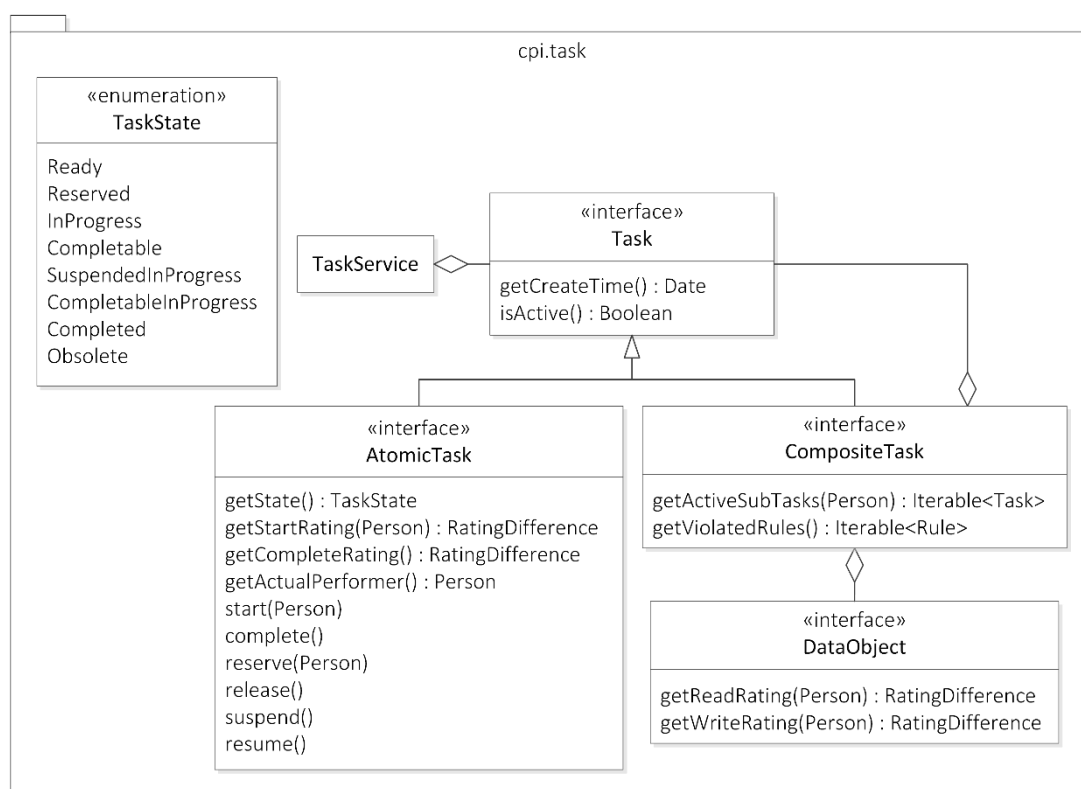 cpi.task
«enumeration»
TaskState
Ready
Reserved
InProgress
Completable
SuspendedInProgress
CompletableInProgress
Completed
Obsolete
TaskService
«interface»
Task
getCreateTime() : Date
isActive() : Boolean
«interface»
AtomicTask
getState() : TaskState
getStartRating(Person) : RatingDifference
getCompleteRating() : RatingDifference
getActualPerformer() : Person
start(Person)
complete()
reserve(Person)
release()
suspend()
resume()
«interface»
CompositeTask
getActiveSubTasks(Person) : Iterable<Task>
getViolatedRules() : Iterable<Rule>
«interface»
DataObject
getReadRating(Person) : RatingDifference
getWriteRating(Person) : RatingDifference